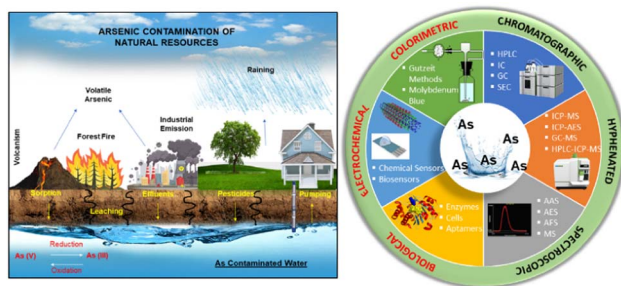 ARSENIC CONTAMINATION OF
NATURAL RESOURCES
Raining
Volatile
Arsenic
Industrial
Emission
Forest Fire
Volcanism
Sorption
Effluents
Pesticides
Pumping
Leaching
Reduction
As (V)
As (III)
Oxidation
As Contaminated Water
COLORIMETRIC
Gutzeit
Methods
Molybdenum
Blue
CHROMATOGRAPHIC
HPLC
IC
GC
SEC
HYPHENATED
ICP-MS
ICP-AES
GC-MS
HPLC-ICP-MS
SPECTROSCOPIC
AAS
AES
AFS
MS
BIOLOGICAL
Enzymes
Cells
Aptamers
ELECTROCHEMICAL
Chemical Sensors
Biosensors
As
As
As
As
As